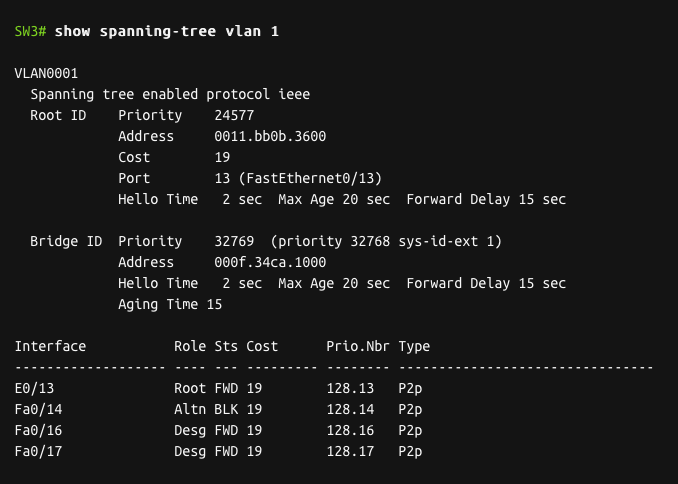 SW3# show spanning-tree vlan 1
VLAN0001
Spanning tree enabled protocol ieee
Root ID Priority 24577
Address 0011.bb0b.3600
Cost 19
Port 13 (FastEthernet0/13)
Hello Time 2 sec Max Age 20 sec Forward Delay 15 sec
Bridge ID Priority 32769 (priority 32768 sys-id-ext 1)
Address 000f.34ca.1000
Hello Time 2 sec Max Age 20 sec Forward Delay 15 sec
Aging Time 15
Interface Role Sts Cost Prio.Nbr Type
------------------- ---- --- --------- -------- --------------------------------
E0/13 Root FWD 19 128.13 P2p
Fa0/14 Altn BLK 19 128.14 P2p
Fa0/16 Desg FWD 19 128.16 P2p
Fa0/17 Desg FWD 19 128.17 P2p